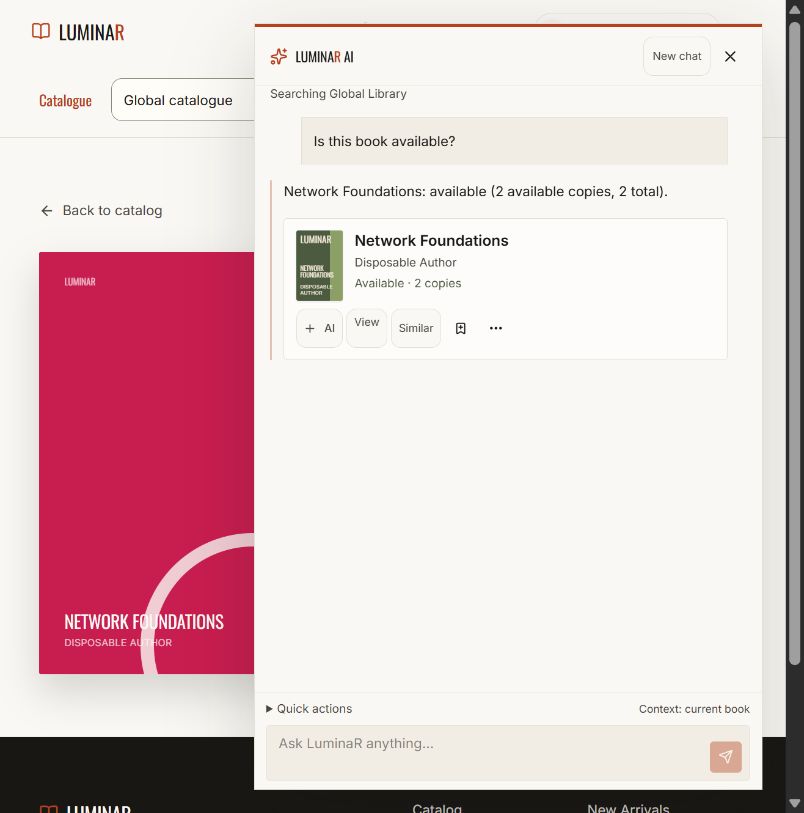 LUMINAR
Catalogue
Global catalogue
Back to catalog
LUMINAR
NETWORK FOUNDATIONS
DISPOSABLE AUTHOR
LUMINAR AI
New chat
Searching Global Library
Is this book available?
Network Foundations: available (2 available copies, 2 total).
LUMINAR
NETWORK
FOUNDATIONS
DISPOSABLE
AUTHOR
Network Foundations
Disposable Author
Available · 2 copies
+ AI
View
Similar
Quick actions
Context: current book
Ask LuminaR anything...
LUMINAR
Catalog
New Arrivals